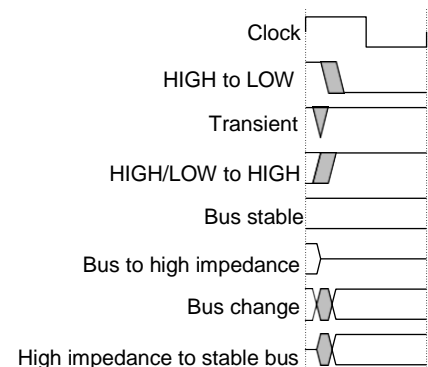 Clock
HIGH to LOW
Transient
HIGH/LOW to HIGH
Bus stable
Bus to high impedance
Bus change
High impedance to stable bus